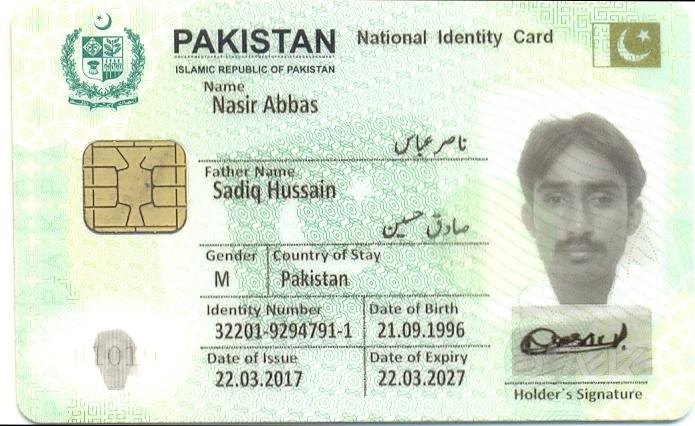 PAKISTAN National Identity Card
ISLAMIC REPUBLIC OF PAKISTAN
Name
Nasir Abbas
ناصر عباس
Father Name
Sadiq Hussain
صادق حسین
Gender Country of Stay
M Pakistan
Identity Number Date of Birth
32201-9294791-1 21.09.1996
Date of Issue Date of Expiry
22.03.2017 22.03.2027
Holder's Signature